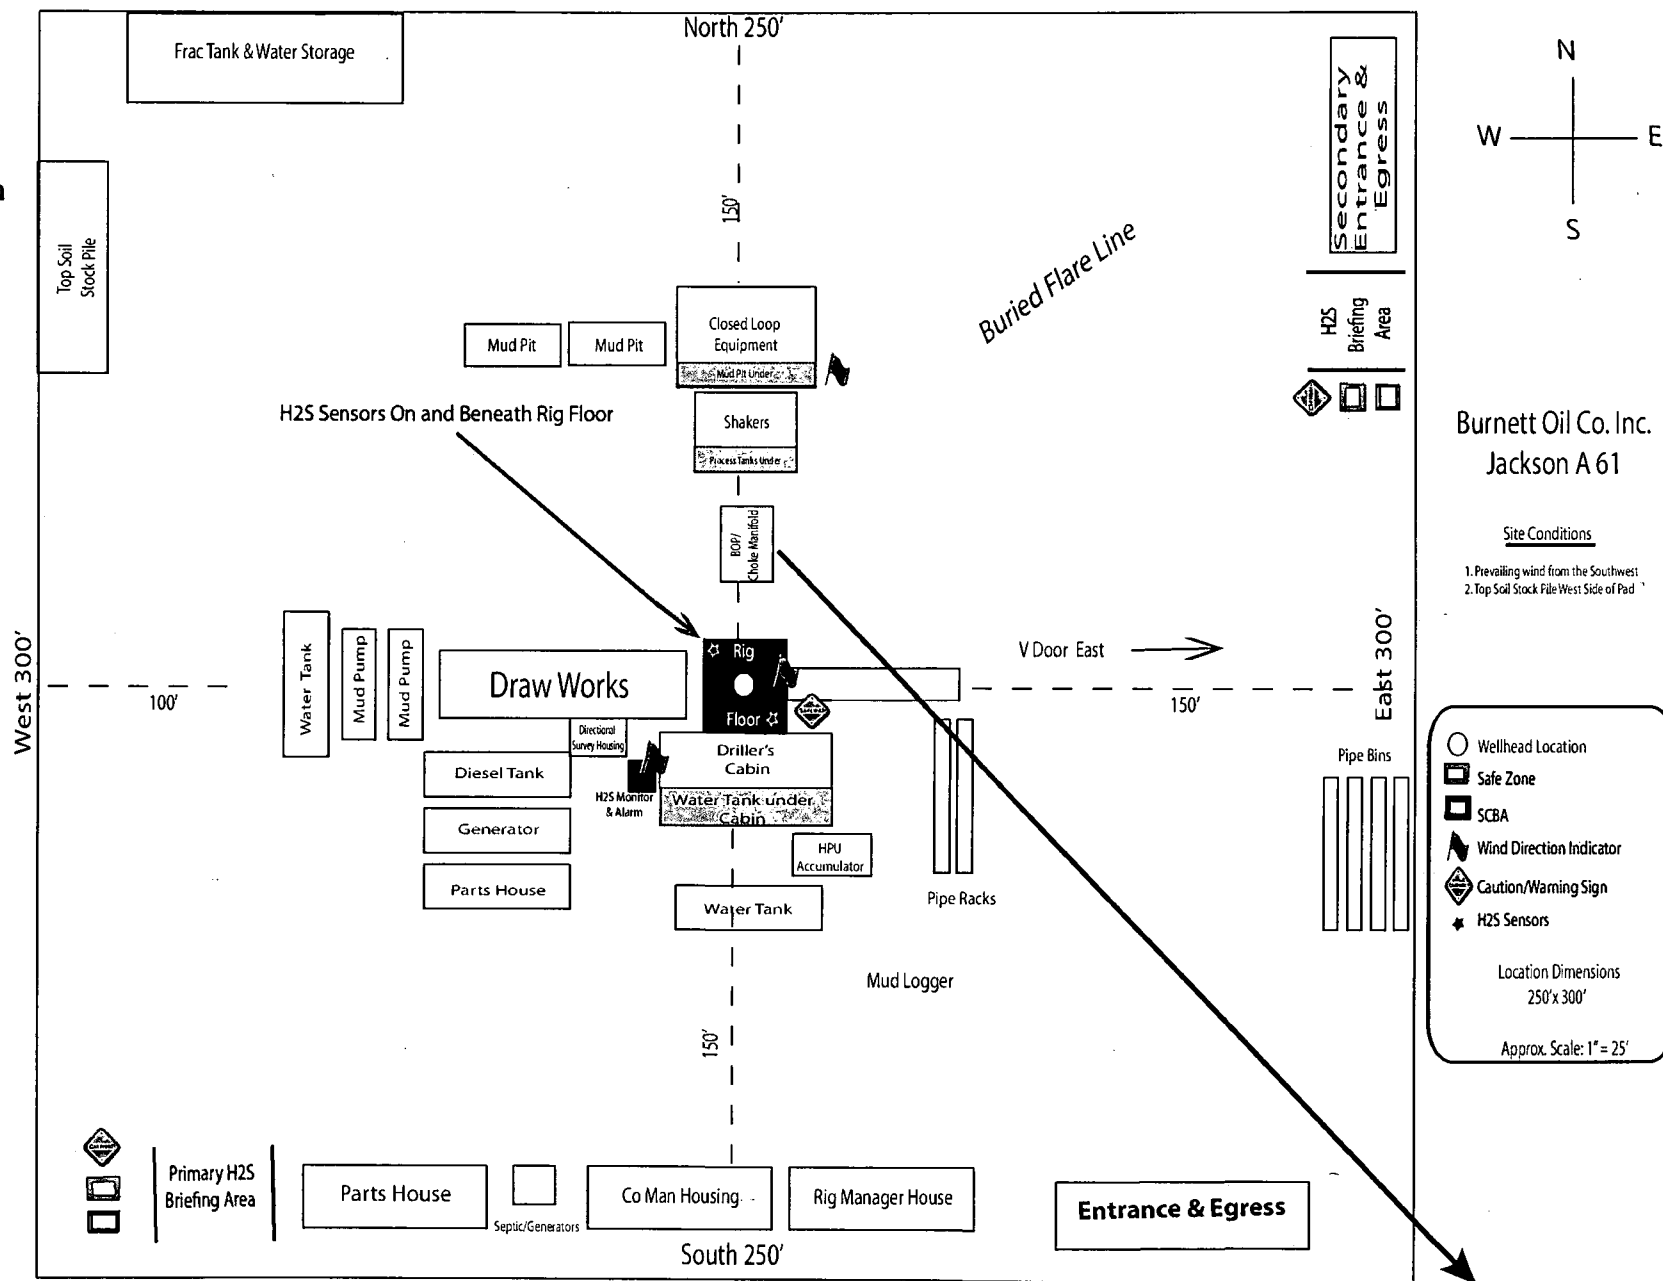 North 250'
Frac Tank & Water Storage
Secondary
Entrance &
Egress
N
W
E
S
150'
Top Soil
Stock Pile
Buried Flare Line
H2S
Briefing
Area
Closed Loop
Equipment
Mud Pit Under
Mud Pit
Mud Pit
H2S Sensors On and Beneath Rig Floor
Shakers
Process Tanks Under
Burnett Oil Co. Inc.
Jackson A 61
Site Conditions
1. Prevailing wind from the Southwest
2. Top Soil Stock Pile West Side of Pad
BOP/
Choke Manifold
West 300'
100'
Water Tank
Mud Pump
Mud Pump
Draw Works
Rig
Floor
V Door East
150'
East 300'
Directional
Survey Housing
Driller's
Cabin
Water Tank under
Cabin
Diesel Tank
H2S Monitor
& Alarm
Generator
Parts House
HPU
Accumulator
Water Tank
Pipe Racks
Pipe Bins
Wellhead Location
Safe Zone
SCBA
Wind Direction Indicator
Caution/Warning Sign
H2S Sensors
Location Dimensions
250'x 300'
Approx. Scale: 1" = 25'
Mud Logger
150'
Primary H2S
Briefing Area
Parts House
Septic/Generators
Co Man Housing
Rig Manager House
Entrance & Egress
South 250'